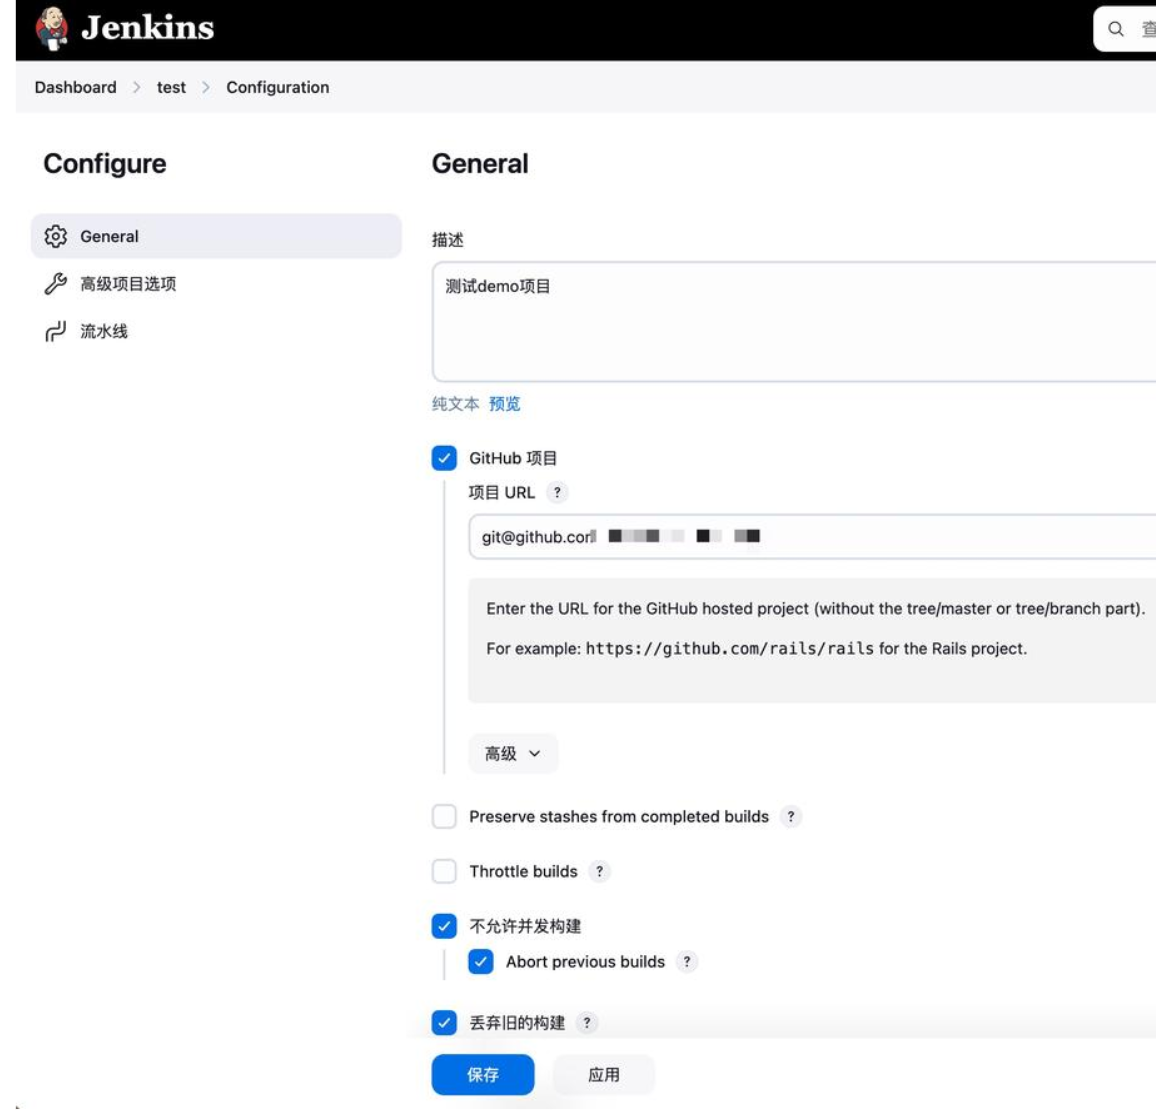 Jenkins
查
Dashboard > test > Configuration
Configure
General
General
描述
高级项目选项
测试demo项目
流水线
纯文本 预览
GitHub 项目
项目 URL ?
git@github.com
Enter the URL for the GitHub hosted project (without the tree/master or tree/branch part).
For example: https://github.com/rails/rails for the Rails project.
高级
Preserve stashes from completed builds ?
Throttle builds ?
不允许并发构建
Abort previous builds ?
丢弃旧的构建 ?
保存 应用